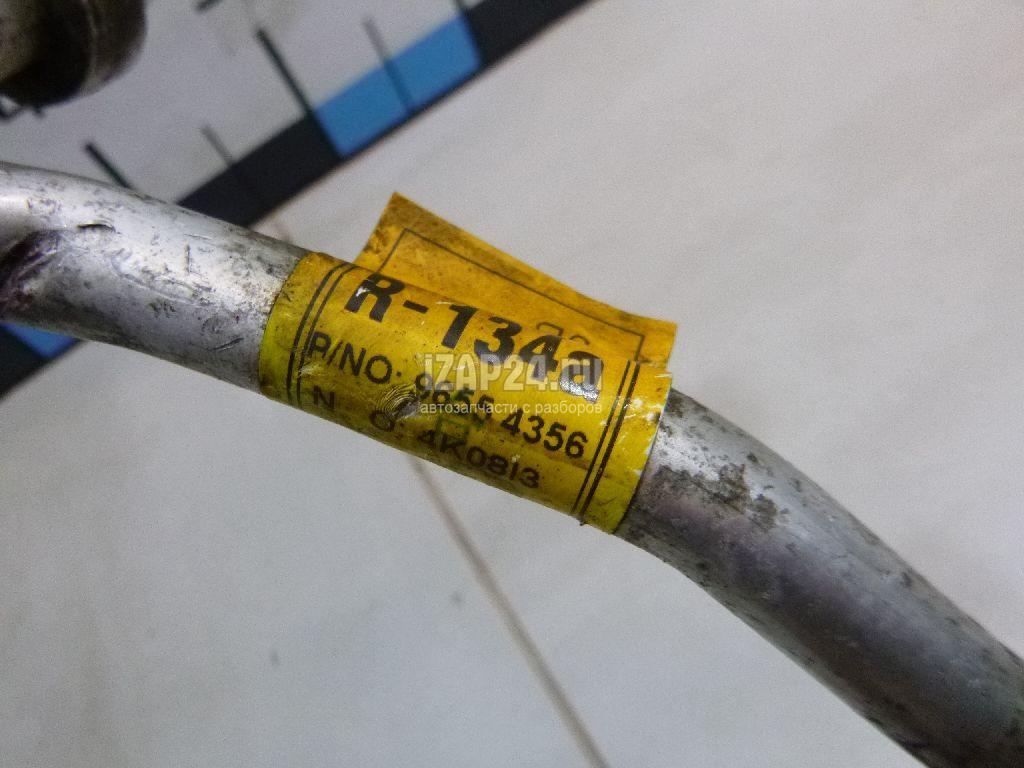 R-134a
P/NO: 9655 4356
N O: 4K0813
iZAP24.ru
автозапчасти с разборов